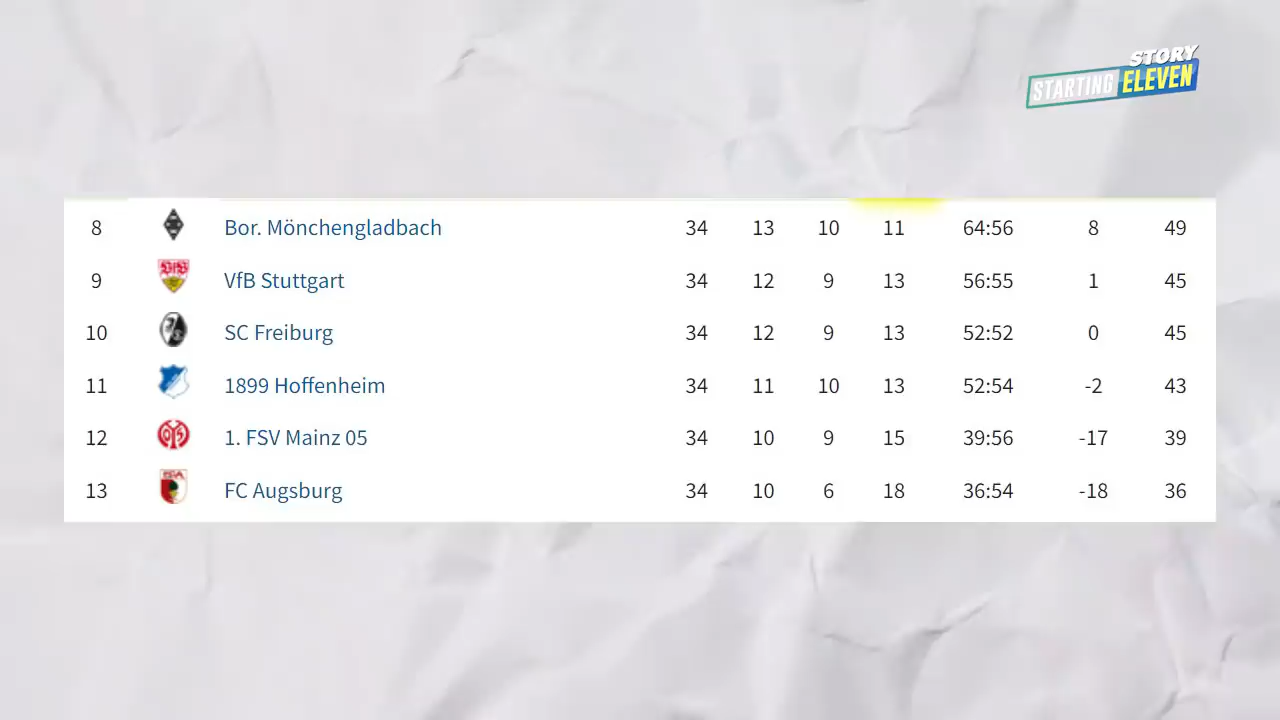 STORY
STARTING ELEVEN
8 Bor. Mönchengladbach 34 13 10 11 64:56 8 49
9 VfB Stuttgart 34 12 9 13 56:55 1 45
10 SC Freiburg 34 12 9 13 52:52 0 45
11 1899 Hoffenheim 34 11 10 13 52:54 -2 43
12 1. FSV Mainz 05 34 10 9 15 39:56 -17 39
13 FC Augsburg 34 10 6 18 36:54 -18 36